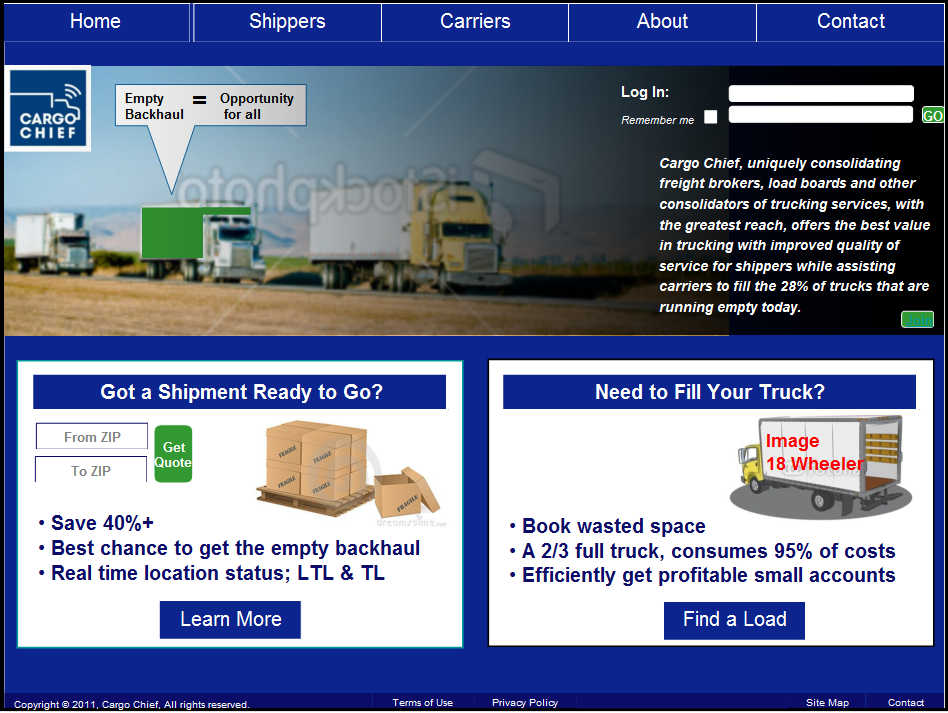 Home
Shippers
Carriers
About
Contact
CARGO
CHIEF
Empty = Opportunity
Backhaul for all
Log In:
Remember me
GO
iStockphoto
Cargo Chief, uniquely consolidating
freight brokers, load boards and other
consolidators of trucking services, with
the greatest reach, offers the best value
in trucking with improved quality of
service for shippers while assisting
carriers to fill the 28% of trucks that are
running empty today.
Got a Shipment Ready to Go?
From ZIP
To ZIP
Get
Quote
FRAGILE
FRAGILE
FRAGILE
FRAGILE
FRAGILE
dreamstime.com
• Save 40%+
• Best chance to get the empty backhaul
• Real time location status; LTL & TL
Learn More
Need to Fill Your Truck?
Image
18 Wheeler
• Book wasted space
• A 2/3 full truck, consumes 95% of costs
• Efficiently get profitable small accounts
Find a Load
Copyright © 2011, Cargo Chief, All rights reserved.
Terms of Use
Privacy Policy
Site Map
Contact